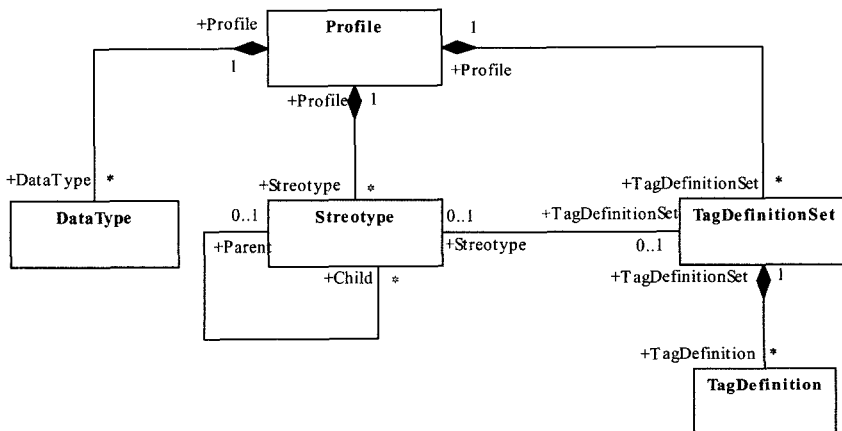 +Profile
Profile
1
1
+Profile
+Profile
1
+DataType
*
+Streotype
*
+TagDefinitionSet
*
DataType
0..1
Streotype
0..1
+TagDefinitionSet
TagDefinitionSet
+Parent
+Streotype
0..1
+Child
*
+TagDefinitionSet
1
+TagDefinition
*
TagDefinition